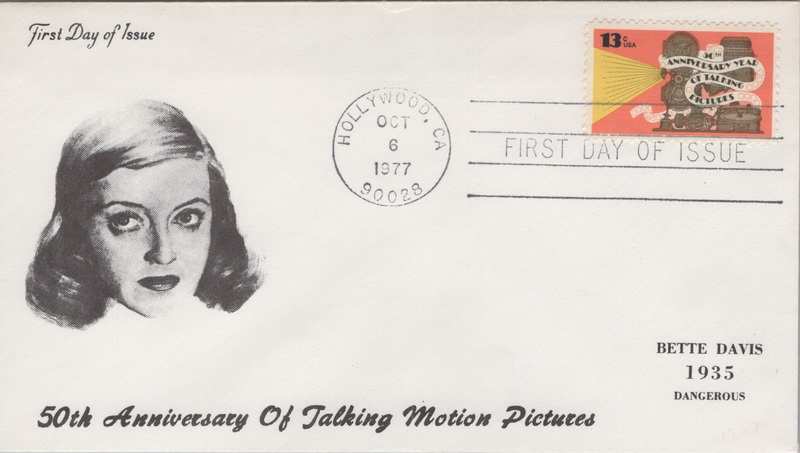 First Day of Issue
13c
USA
50TH
ANNIVERSARY YEAR
OF TALKING
PICTURES
HOLLYWOOD, CA
OCT
6
1977
90028
FIRST DAY OF ISSUE
BETTE DAVIS
1935
DANGEROUS
50th Anniversary Of Talking Motion Pictures